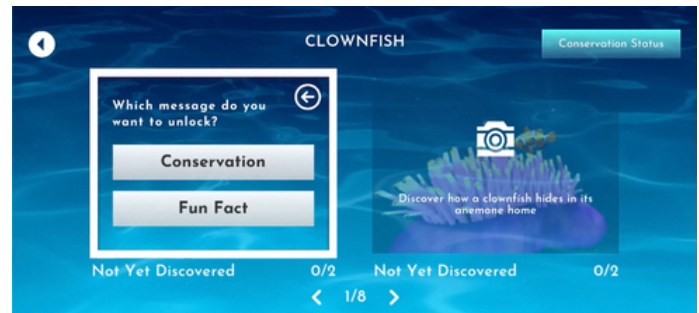 CLOWNFISH
Conservation Status
Which message do you
want to unlock?
Conservation
Fun Fact
Discover how a clownfish hides in its
anemone home
Not Yet Discovered 0/2
Not Yet Discovered 0/2
1/8